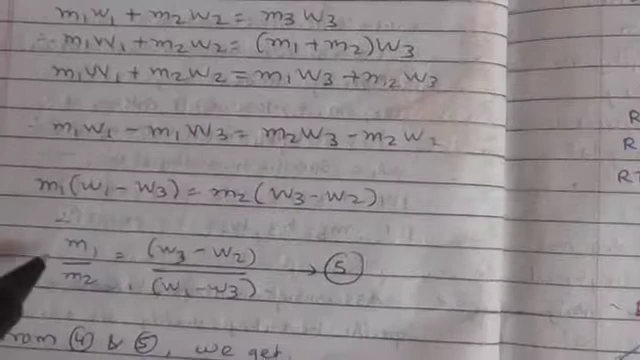 m₁w₁ + m₂w₂ = m₃w₃
∴ m₁w₁ + m₂w₂ = (m₁ + m₂)w₃
m₁w₁ + m₂w₂ = m₁w₃ + m₂w₃
∴ m₁w₁ - m₁w₃ = m₂w₃ - m₂w₂
m₁(w₁ - w₃) = m₂(w₃ - w₂)
m₁/m₂ = (w₃ - w₂)/(w₁ - w₃) → ⑤
rom ④ & ⑤, we get.
R
R